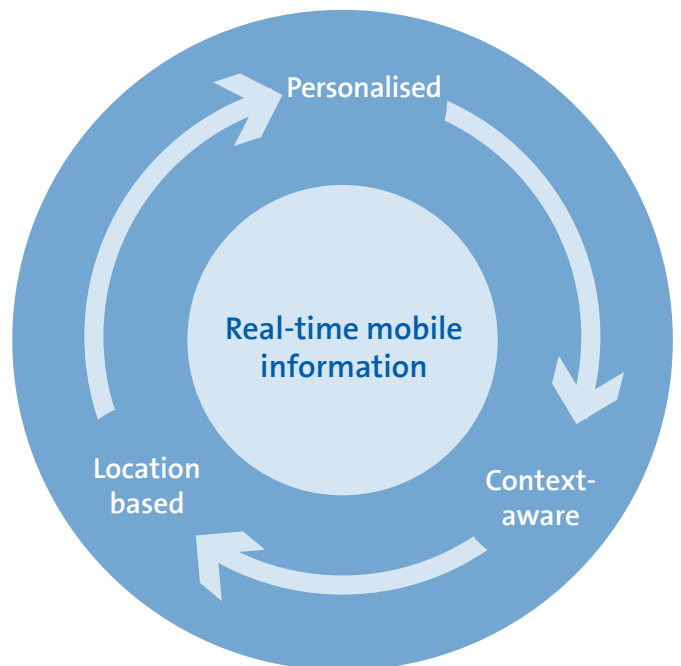 Personalised
Real-time mobile
information
Location
based
Context-
aware